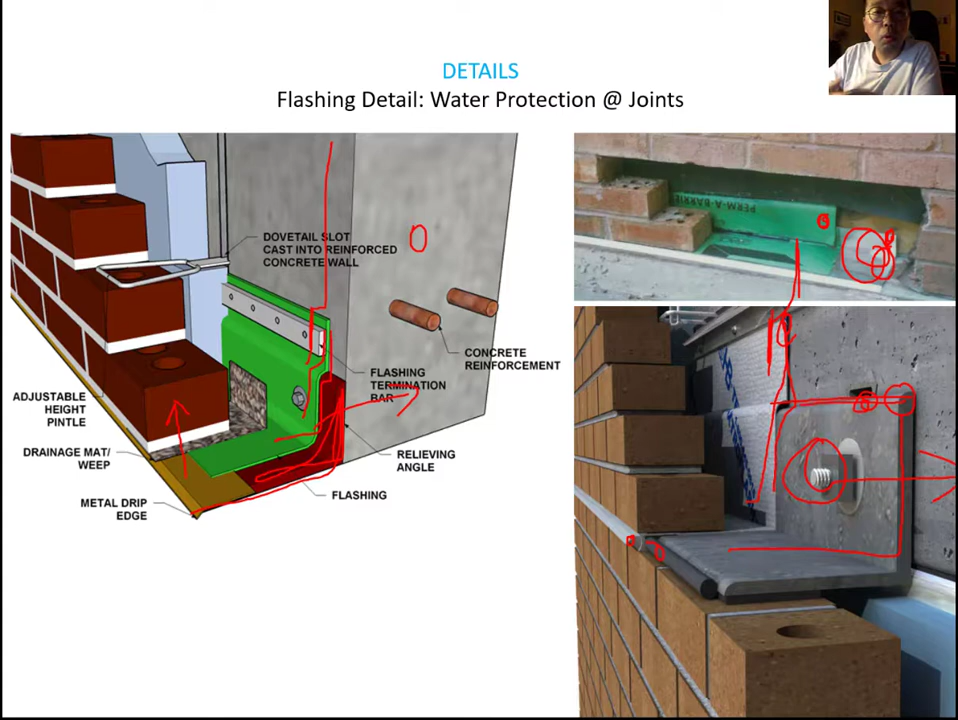 DETAILS
Flashing Detail: Water Protection @ Joints
DOVETAIL SLOT
CAST INTO REINFORCED
CONCRETE WALL
PERM-A-BARRIE
CONCRETE
REINFORCEMENT
FLASHING
TERMINATION
BAR
ADJUSTABLE
HEIGHT
PINTLE
DRAINAGE MAT/
WEEP
RELIEVING
ANGLE
METAL DRIP
EDGE
FLASHING